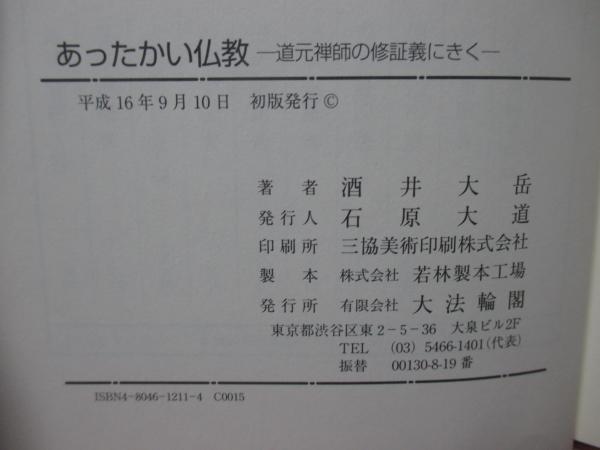 あったかい仏教 ―道元禅師の修証義にきく―
平成16年9月10日 初版発行 ©
著者 酒井大岳
発行人 石原大道
印刷所 三協美術印刷株式会社
製本 株式会社 若林製本工場
発行所 有限会社 大法輪閣
東京都渋谷区東2-5-36 大泉ビル2F
TEL (03) 5466-1401(代表)
振替 00130-8-19番
ISBN4-8046-1211-4 C0015